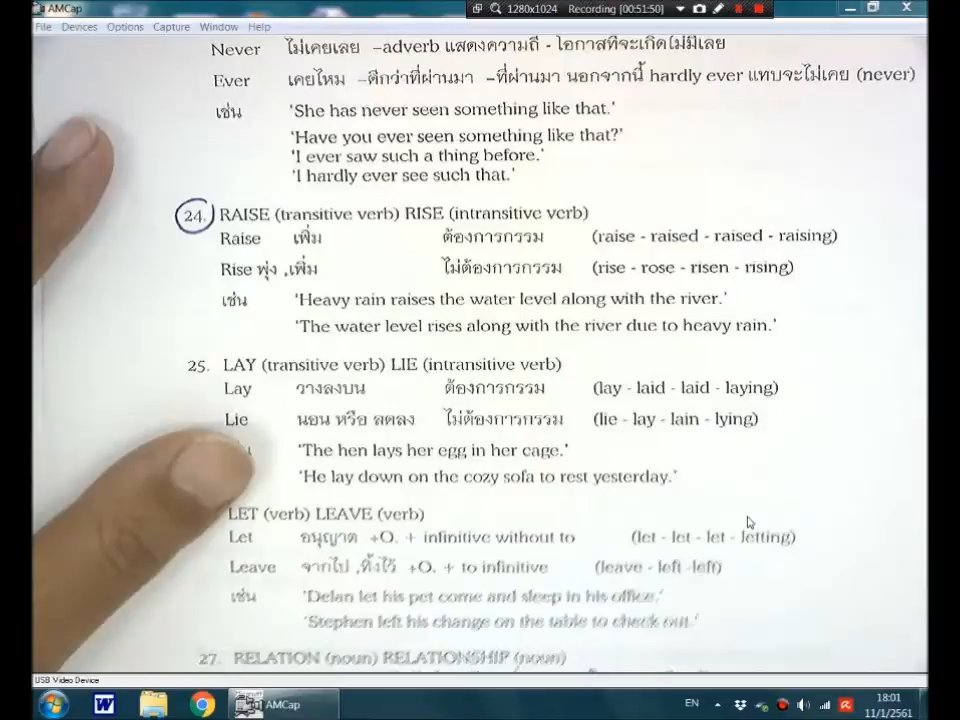 AMCap
1280x1024 Recording [00:51:50]
File Devices Options Capture Window Help
Never ไม่เคยเลย –adverb แสดงความถี่ - โอกาสที่จะเกิดไม่มีเลย
Ever เคยไหม –ดีกว่าที่ผ่านมา –ที่ผ่านมา นอกจากนี้ hardly ever แทบจะไม่เคย (never)
เช่น 'She has never seen something like that.'
'Have you ever seen something like that?'
'I ever saw such a thing before.'
'I hardly ever see such that.'
24. RAISE (transitive verb) RISE (intransitive verb)
Raise เพิ่ม ต้องการกรรม (raise - raised - raised - raising)
Rise พุ่ง ,เพิ่ม ไม่ต้องการกรรม (rise - rose - risen - rising)
เช่น 'Heavy rain raises the water level along with the river.'
'The water level rises along with the river due to heavy rain.'
25. LAY (transitive verb) LIE (intransitive verb)
Lay วางลงบน ต้องการกรรม (lay - laid - laid - laying)
Lie นอน หรือ ลดลง ไม่ต้องการกรรม (lie - lay - lain - lying)
'The hen lays her egg in her cage.'
'He lay down on the cozy sofa to rest yesterday.'
LET (verb) LEAVE (verb)
Let อนุญาต +O. + infinitive without to (let - let - let - letting)
Leave จากไป ,ทิ้งไว้ +O. + to infinitive (leave - left -left)
เช่น 'Delan let his pet come and sleep in his office.'
'Stephen left his change on the table to check out.'
27. RELATION (noun) RELATIONSHIP (noun)
USB Video Device
AMCap EN 18:01
11/1/2561